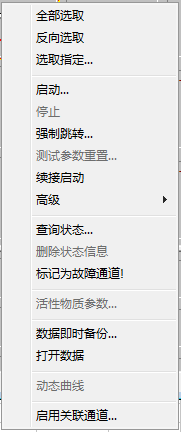 全部选取
反向选取
选取指定...
启动...
停止
强制跳转...
测试参数重置...
续接启动
高级
查询状态...
删除状态信息
标记为故障通道!
活性物质参数...
数据即时备份...
打开数据
动态曲线
启用关联通道...